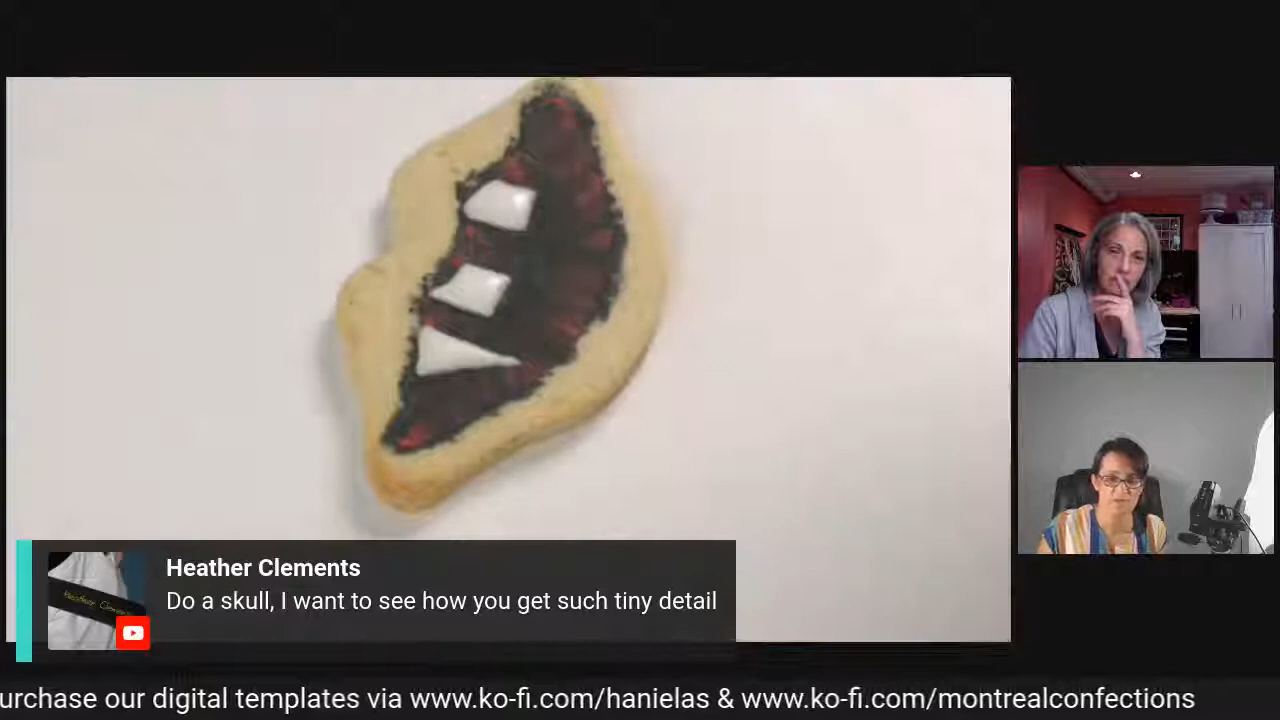 Heather Clements
Do a skull, I want to see how you get such tiny detail
urchase our digital templates via www.ko-fi.com/hanielas & www.ko-fi.com/montrealconfections